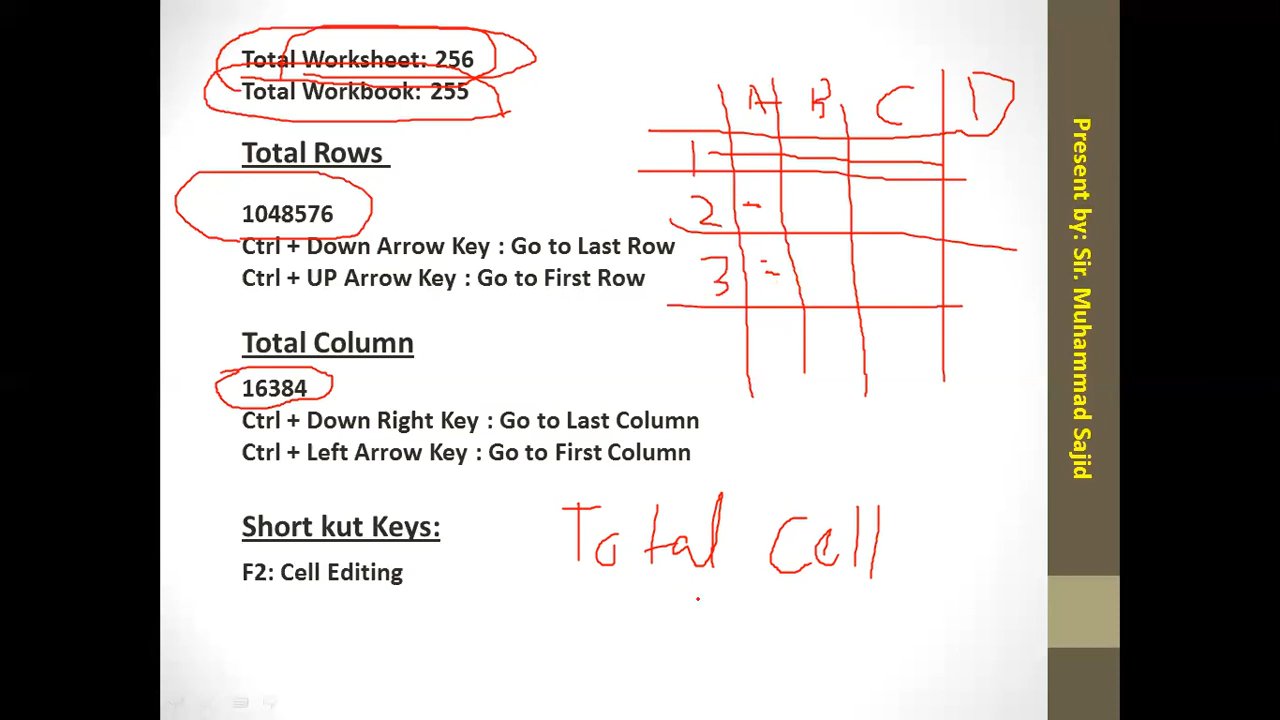 Total Worksheet: 256
Total Workbook: 255
Total Rows
1048576
Ctrl + Down Arrow Key : Go to Last Row
Ctrl + UP Arrow Key : Go to First Row
Total Column
16384
Ctrl + Down Right Key : Go to Last Column
Ctrl + Left Arrow Key : Go to First Column
Short kut Keys:
F2: Cell Editing
A B C D
1
2
3
Total Cell
Present by: Sir. Muhammad Sajid